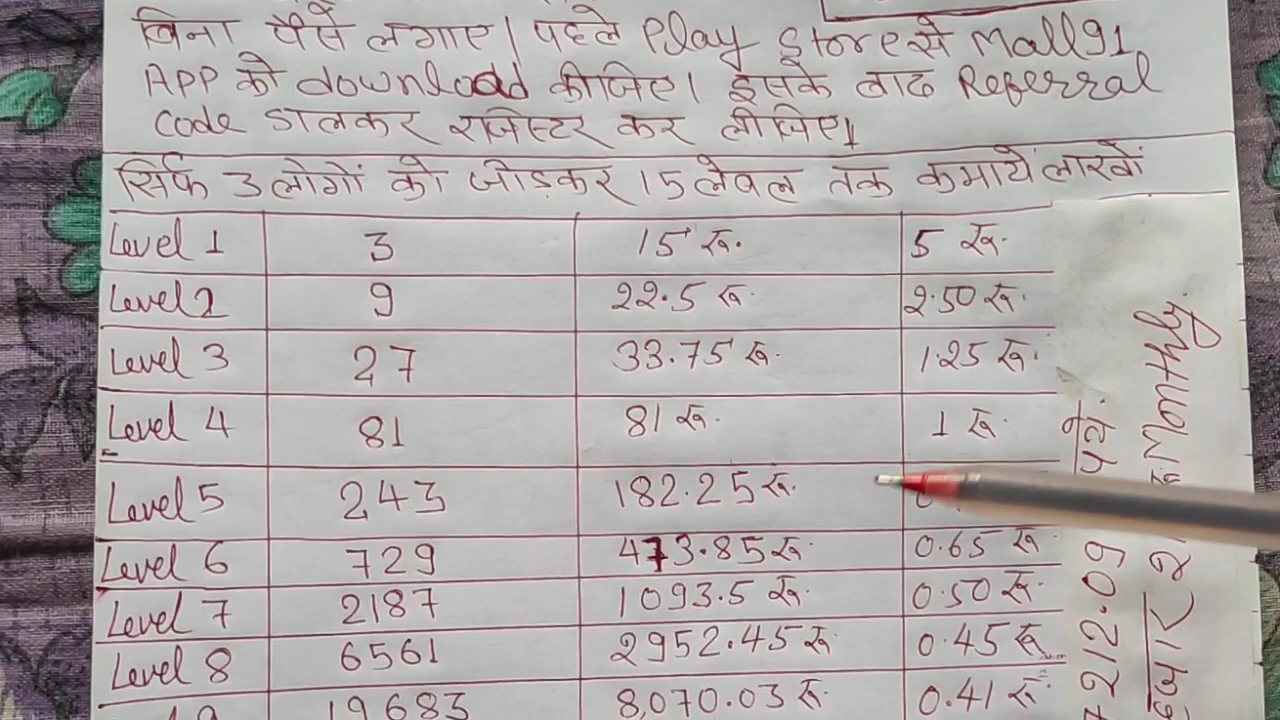 बिना पैसे लगाए। पहले Play Store से Mall91
APP को download कीजिए। इसके बाद Referral
Code डालकर रजिस्टर कर लीजिए।
सिर्फ 3 लोगों को जोड़कर 15 लेवल तक कमायें लाखों
Level 1 3 15 रू. 5 रू.
Level 2 9 22.5 रू. 2.50 रू.
Level 3 27 33.75 रू. 1.25 रू.
Level 4 81 81 रू. 1 रू.
Level 5 243 182.25 रू.
Level 6 729 473.85 रू. 0.65 रू.
Level 7 2187 1093.5 रू. 0.50 रू.
Level 8 6561 2952.45 रू. 0.45 रू.
19683 8,070.03 रू. 0.41 रू.
212.09
Monthly.